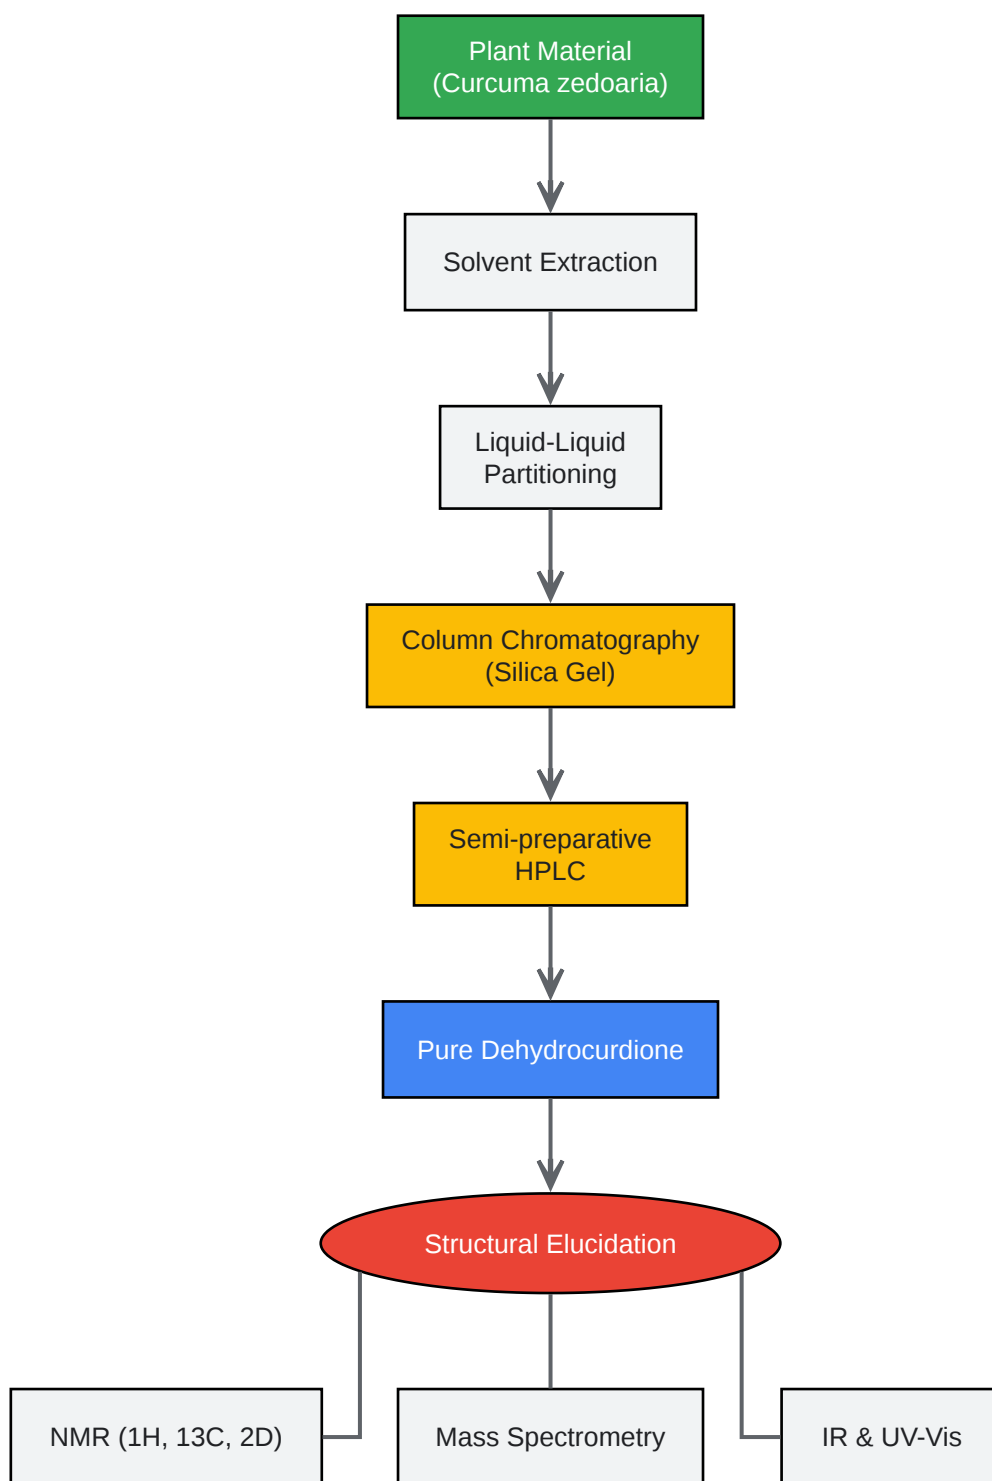 Plant Material
(Curcuma zedoaria)
Solvent Extraction
Liquid-Liquid
Partitioning
Column Chromatography
(Silica Gel)
Semi-preparative
HPLC
Pure Dehydrocurdione
Structural Elucidation
NMR (1H, 13C, 2D)
Mass Spectrometry
IR & UV-Vis